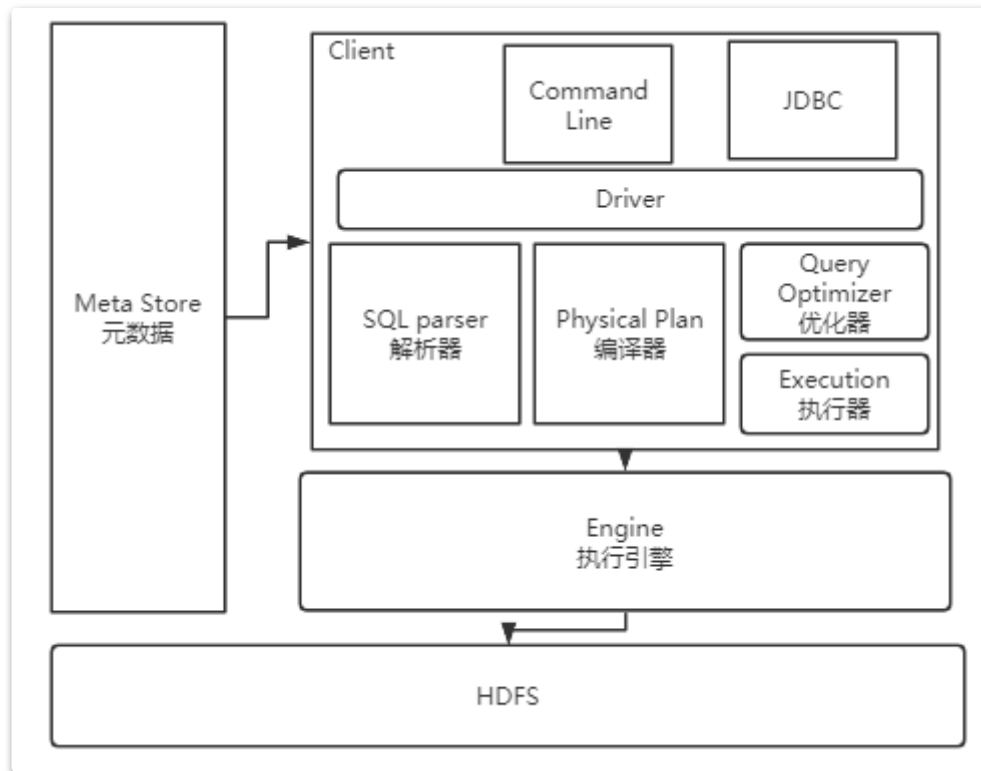 Client
Command
Line
JDBC
Driver
Meta Store
元数据
SQL parser
解析器
Physical Plan
编译器
Query
Optimizer
优化器
Execution
执行器
Engine
执行引擎
HDFS